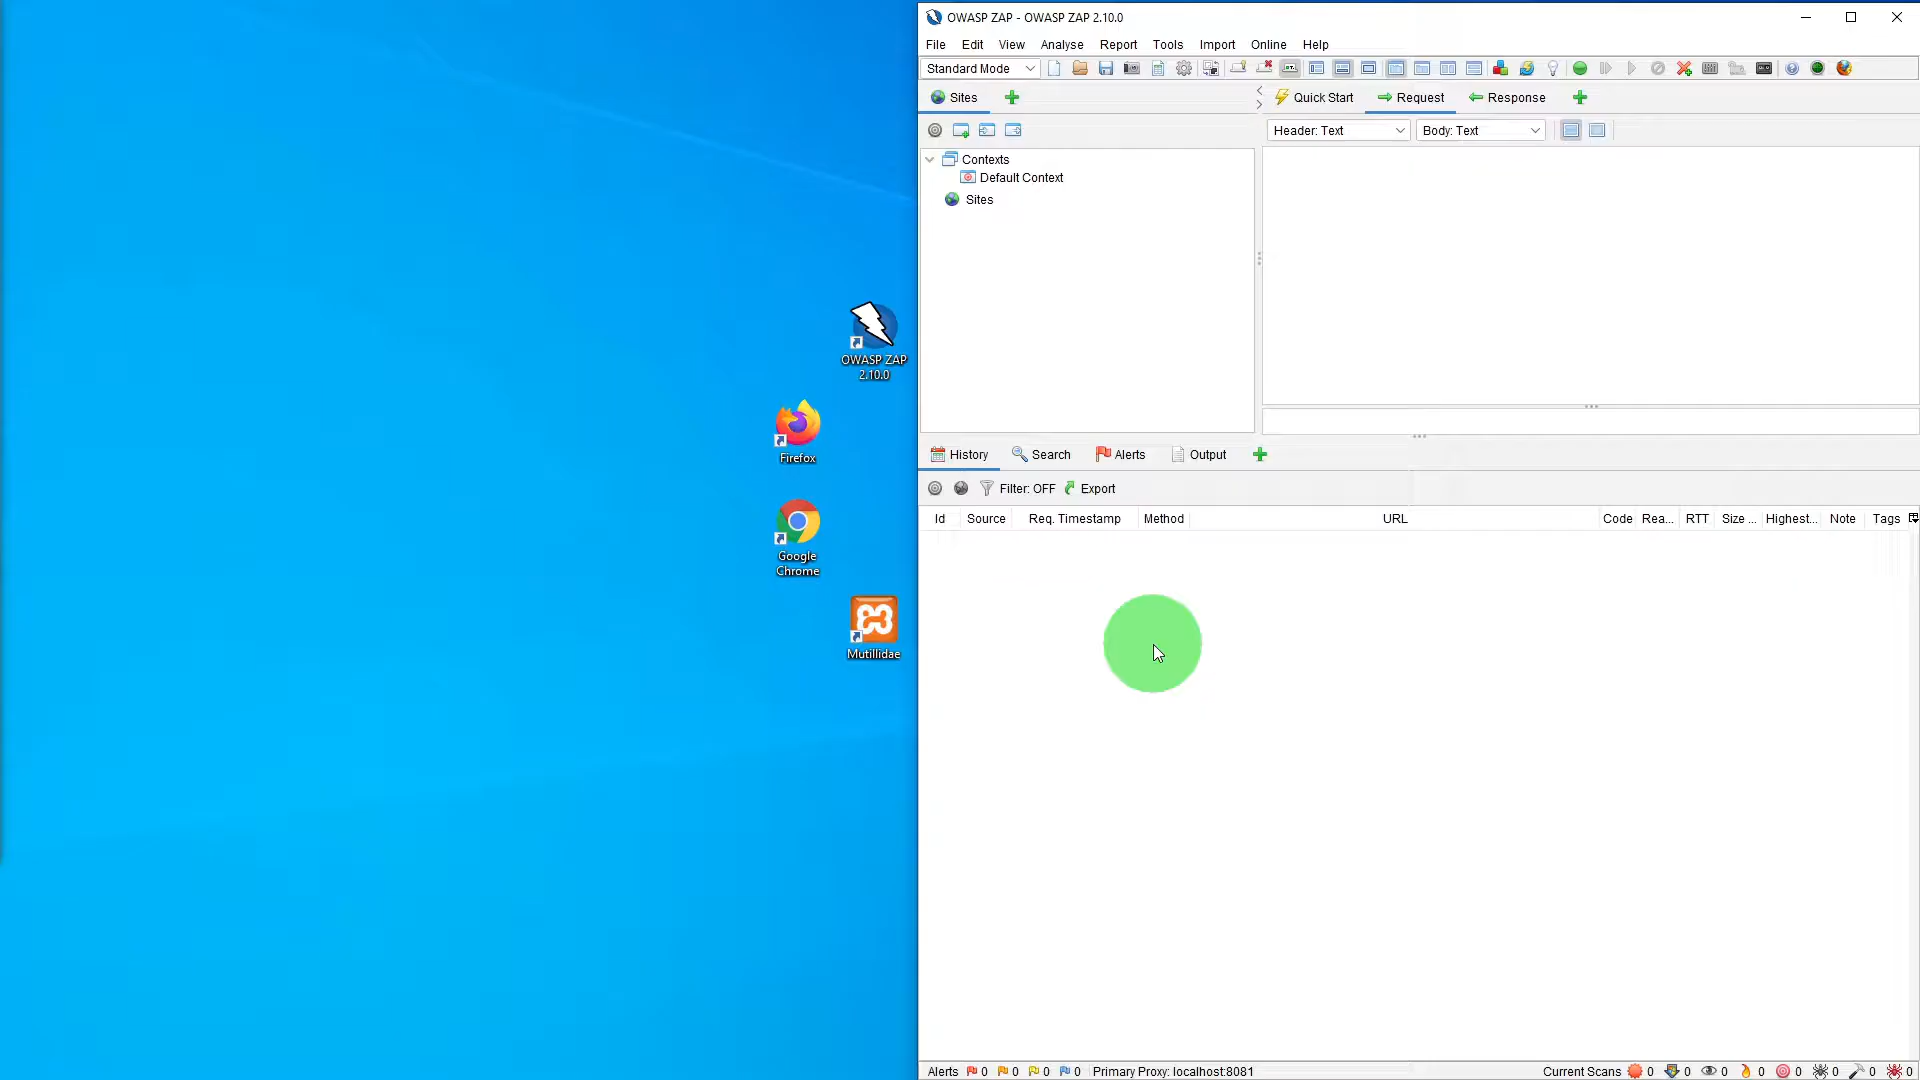 OWASP ZAP - OWASP ZAP 2.10.0
File Edit View Analyse Report Tools Import Online Help
Standard Mode
Sites
Quick Start Request Response
Header: Text Body: Text
Contexts
Default Context
Sites
OWASP ZAP
2.10.0
Firefox
Google
Chrome
Mutillidae
History Search Alerts Output
Filter: OFF Export
Id Source Req. Timestamp Method URL Code Rea... RTT Size ... Highest... Note Tags
Alerts 0 0 0 0 Primary Proxy: localhost:8081 Current Scans 0 0 0 0 0 0 0 0